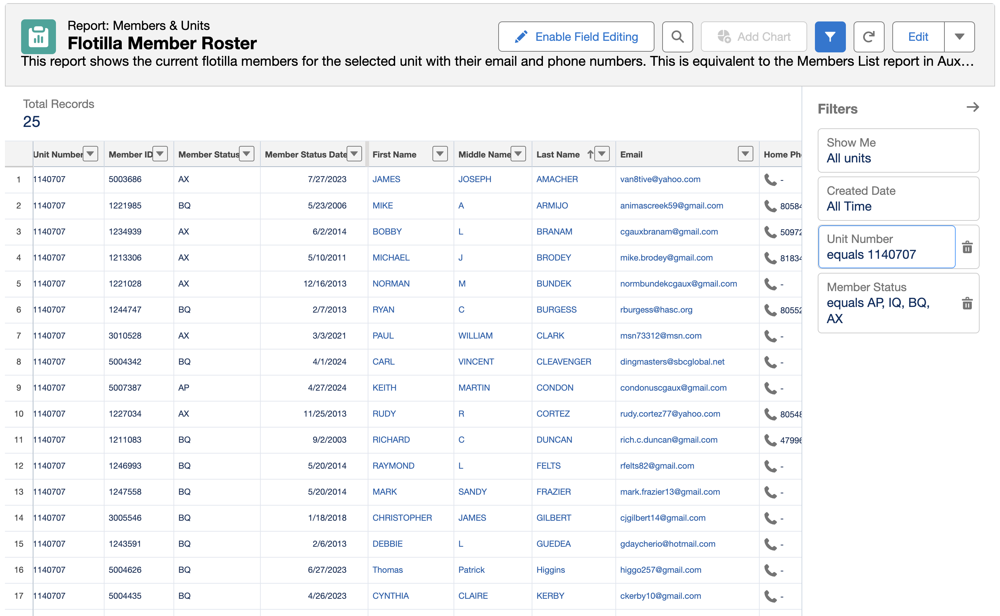 Report: Members & Units
Flotilla Member Roster
Enable Field Editing
Add Chart
Edit
This report shows the current flotilla members for the selected unit with their email and phone numbers. This is equivalent to the Members List report in Aux...
Total Records
25
Unit Number Member ID Member Status Member Status Date First Name Middle Name Last Name ↑ Email Home Ph
1 1140707 5003686 AX 7/27/2023 JAMES JOSEPH AMACHER van8tive@yahoo.com -
2 1140707 1221985 BQ 5/23/2006 MIKE A ARMIJO animascreek59@gmail.com 80584
3 1140707 1234939 AX 6/2/2014 BOBBY L BRANAM cgauxbranam@gmail.com 50972
4 1140707 1213306 AX 5/10/2011 MICHAEL J BRODEY mike.brodey@gmail.com 81834
5 1140707 1221028 AX 12/16/2013 NORMAN M BUNDEK normbundekcgaux@gmail.com -
6 1140707 1244747 BQ 2/7/2013 RYAN C BURGESS rburgess@hasc.org 80552
7 1140707 3010528 AX 3/3/2021 PAUL WILLIAM CLARK msn73312@msn.com -
8 1140707 5004342 BQ 4/1/2024 CARL VINCENT CLEAVENGER dingmasters@sbcglobal.net -
9 1140707 5007387 AP 4/27/2024 KEITH MARTIN CONDON condonuscgaux@gmail.com -
10 1140707 1227034 AX 11/25/2013 RUDY R CORTEZ rudy.cortez77@yahoo.com 80548
11 1140707 1211083 BQ 9/2/2003 RICHARD C DUNCAN rich.c.duncan@gmail.com 47996
12 1140707 1246993 BQ 5/20/2014 RAYMOND L FELTS rfelts82@gmail.com -
13 1140707 1247558 BQ 5/20/2014 MARK SANDY FRAZIER mark.frazier13@gmail.com -
14 1140707 3005546 BQ 1/18/2018 CHRISTOPHER JAMES GILBERT cjgilbert14@gmail.com -
15 1140707 1243591 BQ 2/6/2013 DEBBIE L GUEDEA gdaycherio@hotmail.com -
16 1140707 5004626 BQ 6/27/2023 Thomas Patrick Higgins higgo257@gmail.com -
17 1140707 5004435 BQ 4/26/2023 CYNTHIA CLAIRE KERBY ckerby10@gmail.com -
Filters
Show Me
All units
Created Date
All Time
Unit Number
equals 1140707
Member Status
equals AP, IQ, BQ,
AX